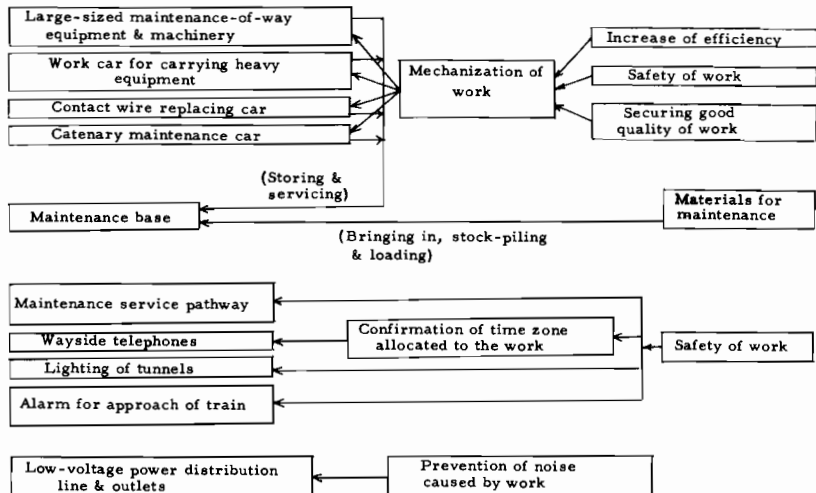 Large-sized maintenance-of-way
equipment & machinery
Work car for carrying heavy
equipment
Contact wire replacing car
Catenary maintenance car
Mechanization of
work
Increase of efficiency
Safety of work
Securing good
quality of work
(Storing &
servicing)
Maintenance base
Materials for
maintenance
(Bringing in, stock-piling
& loading)
Maintenance service pathway
Wayside telephones
Lighting of tunnels
Alarm for approach of train
Confirmation of time zone
allocated to the work
Safety of work
Low-voltage power distribution
line & outlets
Prevention of noise
caused by work